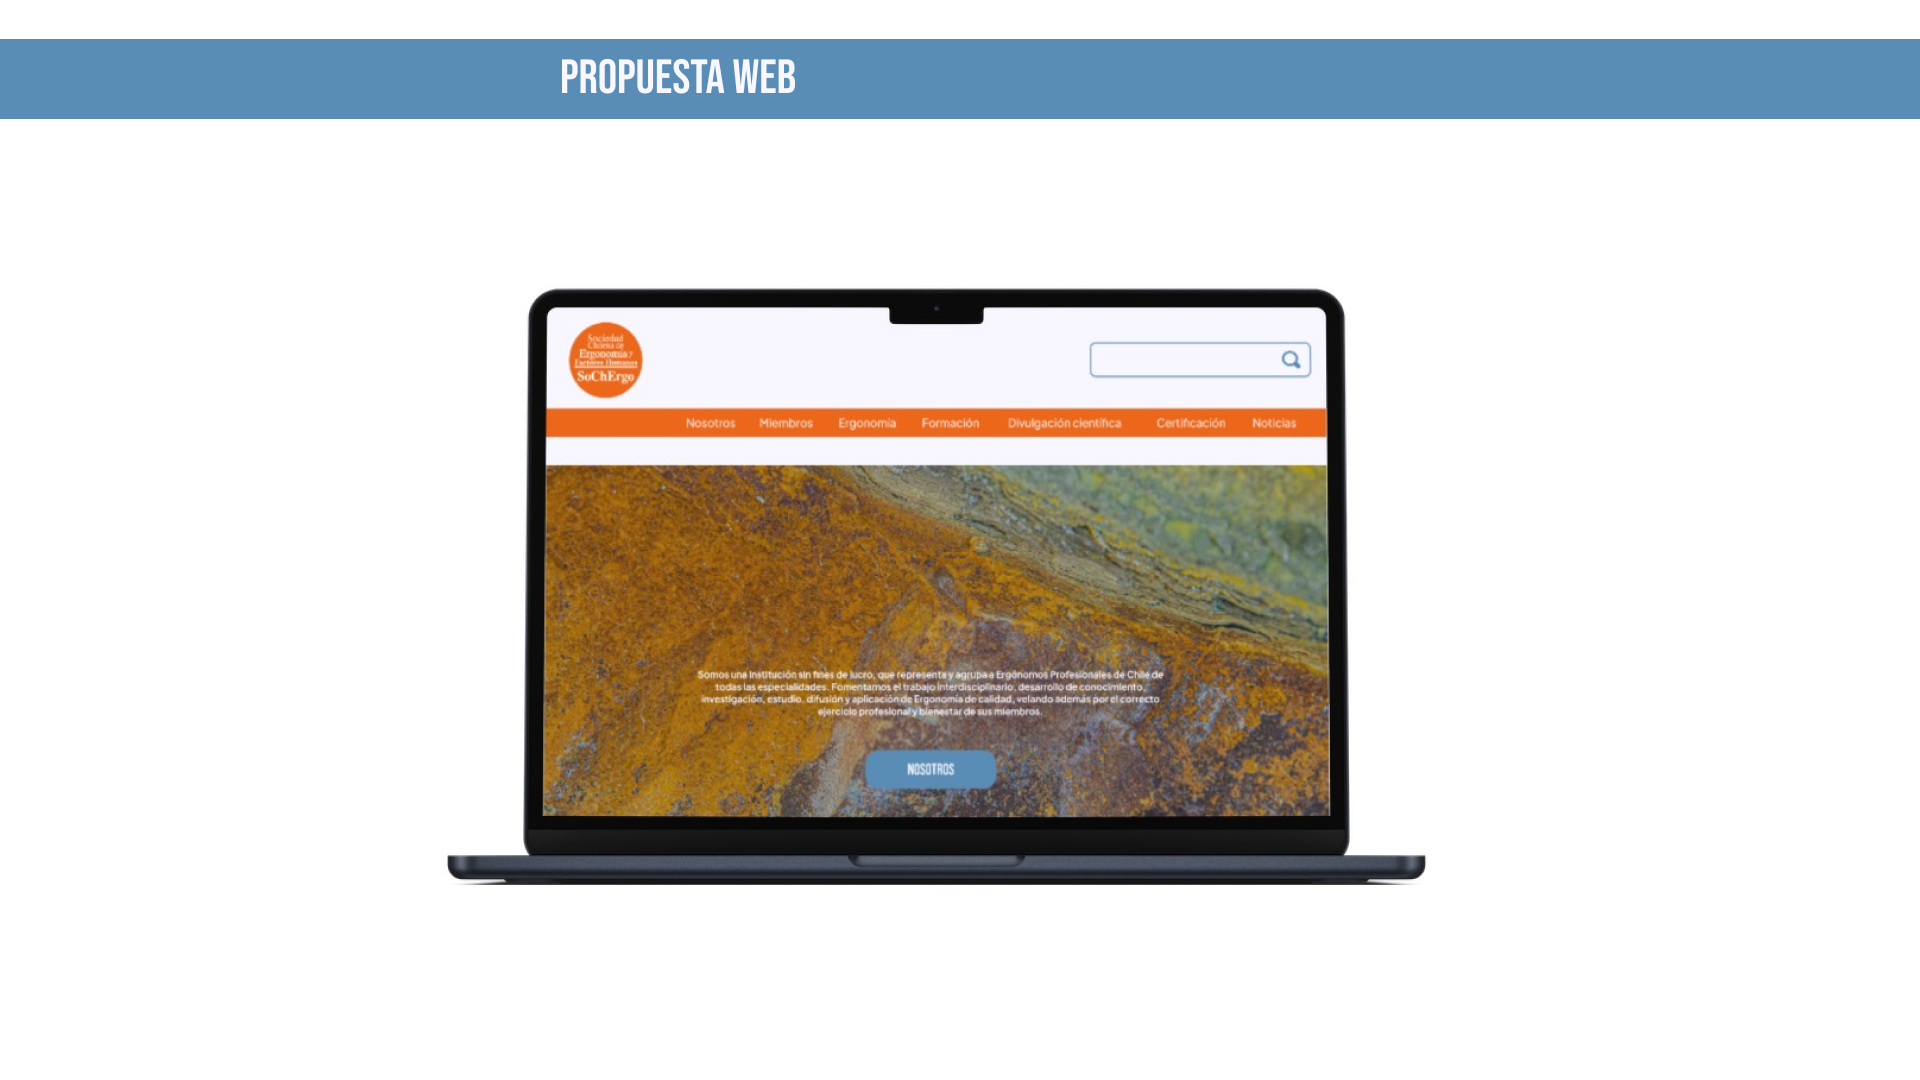 PROPUESTA WEB
Sociedad
Chilena de
Ergonomía y
Factores Humanos
SoChErgo
Nosotros Miembros Ergonomía Formación Divulgación científica Certificación Noticias
Somos una institución sin fines de lucro, que representa y agrupa a Ergónomos Profesionales de Chile de
todas las especialidades. Fomentamos el trabajo interdisciplinario, desarrollo de conocimiento,
investigación, estudio, difusión y aplicación de Ergonomía de calidad, velando además por el correcto
ejercicio profesional y bienestar de sus miembros.
NOSOTROS